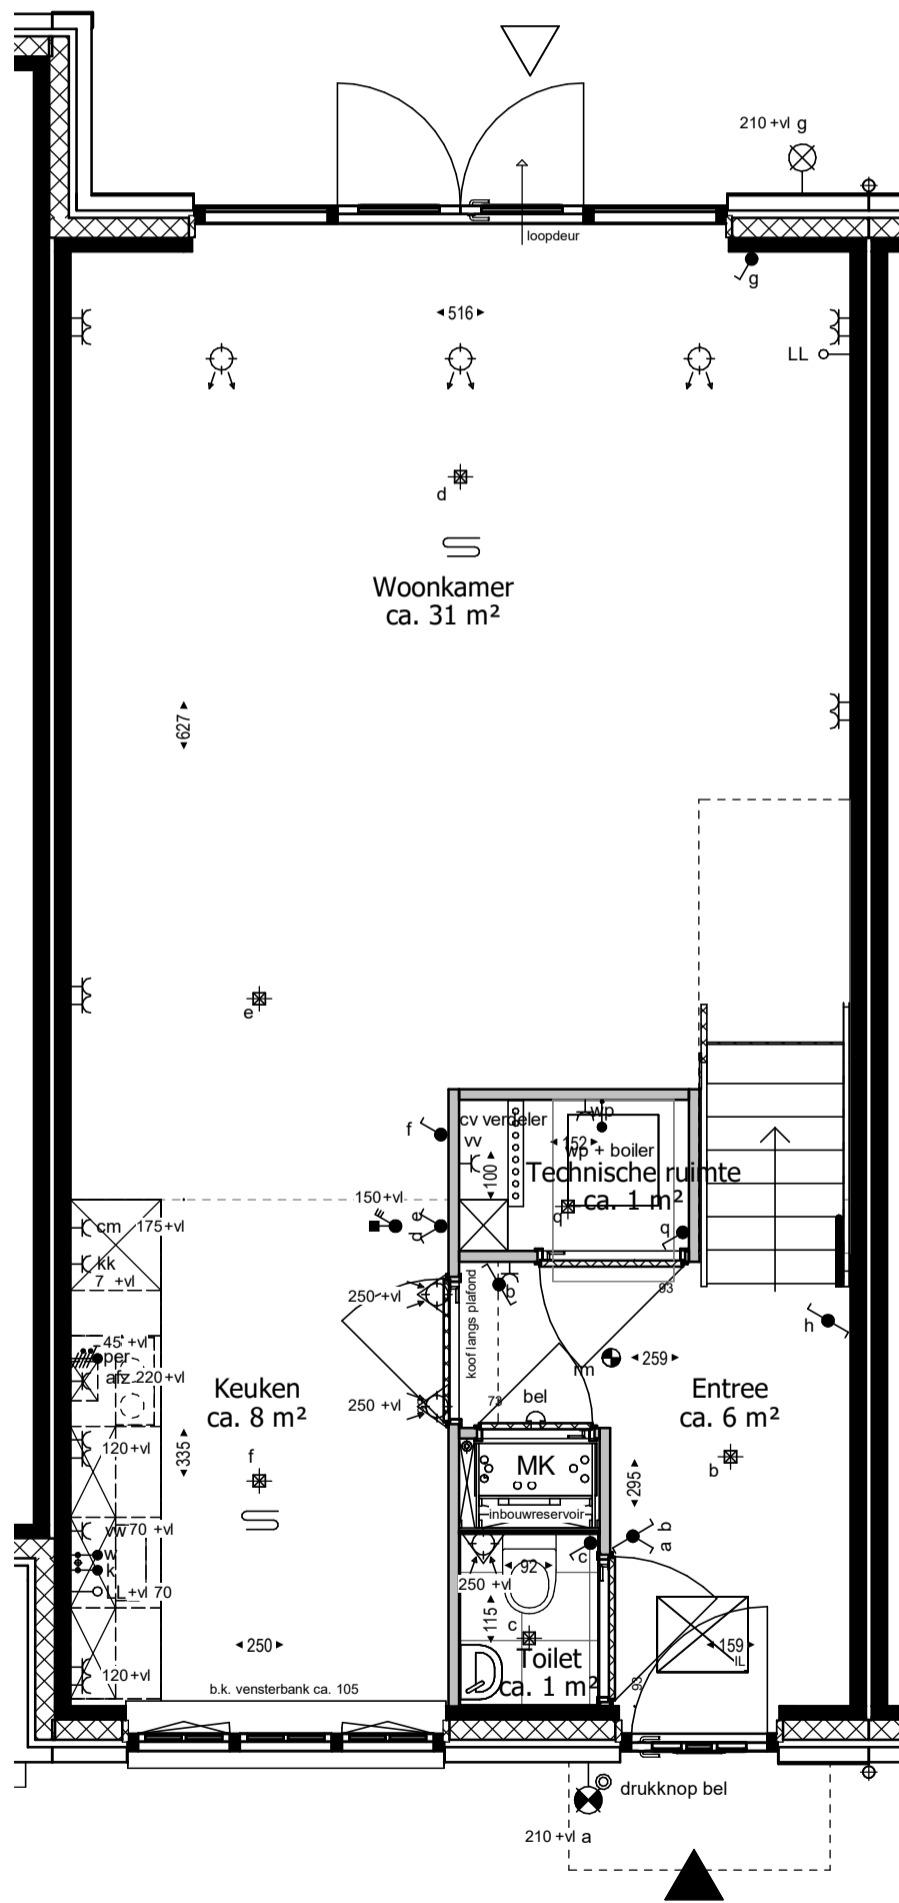 210 +vl g
loopdeur
g
516
LL
d
Woonkamer
ca. 31 m²
627
e
f
cv verdeler
wp
vv
152
wp + boiler
100
Technische ruimte
ca. 1 m²
150 +vl
e
d
q
q
cm
175 +vl
kk
7 +vl
250 +vl
koof langs plafond
b
93
h
45 +vl
per
afz
220 +vl
m
259
Keuken
ca. 8 m²
250 +vl
73
bel
Entree
ca. 6 m²
120 +vl
335
f
MK
b
295
inbouwreservoir
vw
70 +vl
w
k
LL
+vl 70
c
b
a
92
250 +vl
115
c
250
159
IL
Toilet
ca. 1 m²
120 +vl
93
b.k. vensterbank ca. 105
drukknop bel
210 +vl a